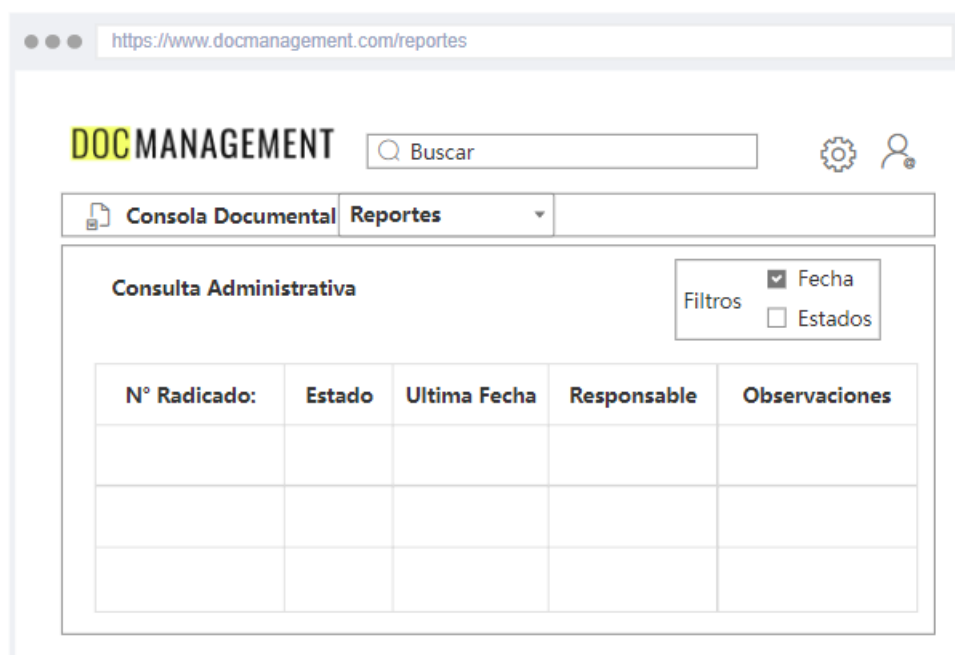 https://www.docmanagement.com/reportes
DOCMANAGEMENT
Buscar
Consola Documental Reportes
Consulta Administrativa
Filtros
Fecha
Estados
N° Radicado: Estado Ultima Fecha Responsable Observaciones